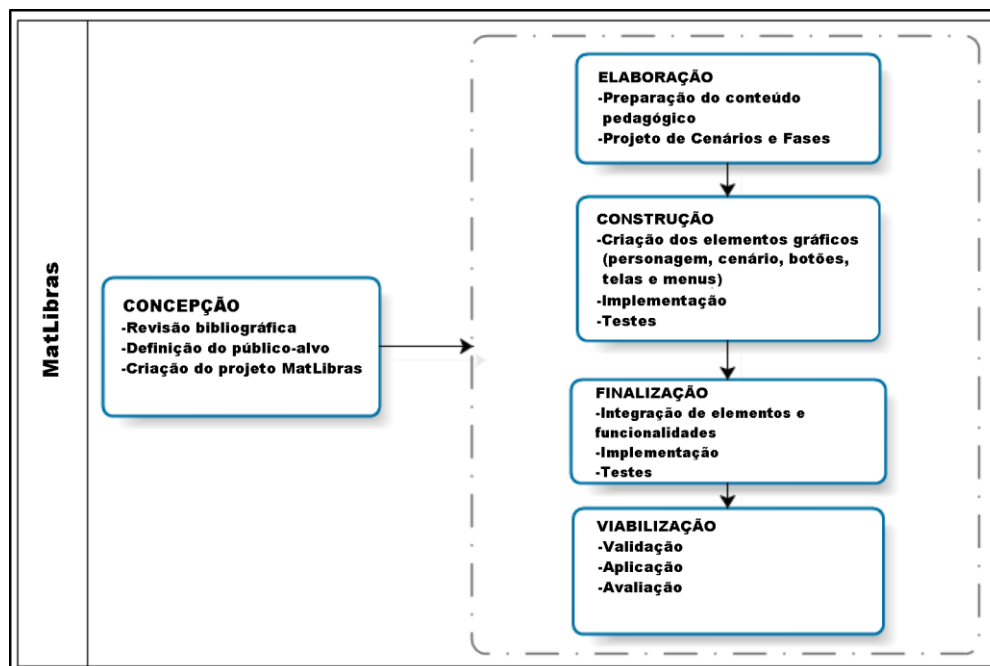 MatLibras
CONCEPÇÃO
-Revisão bibliográfica
-Definição do público-alvo
-Criação do projeto MatLibras
ELABORAÇÃO
-Preparação do conteúdo
pedagógico
-Projeto de Cenários e Fases
CONSTRUÇÃO
-Criação dos elementos gráficos
(personagem, cenário, botões,
telas e menus)
-Implementação
-Testes
FINALIZAÇÃO
-Integração de elementos e
funcionalidades
-Implementação
-Testes
VIABILIZAÇÃO
-Validação
-Aplicação
-Avaliação